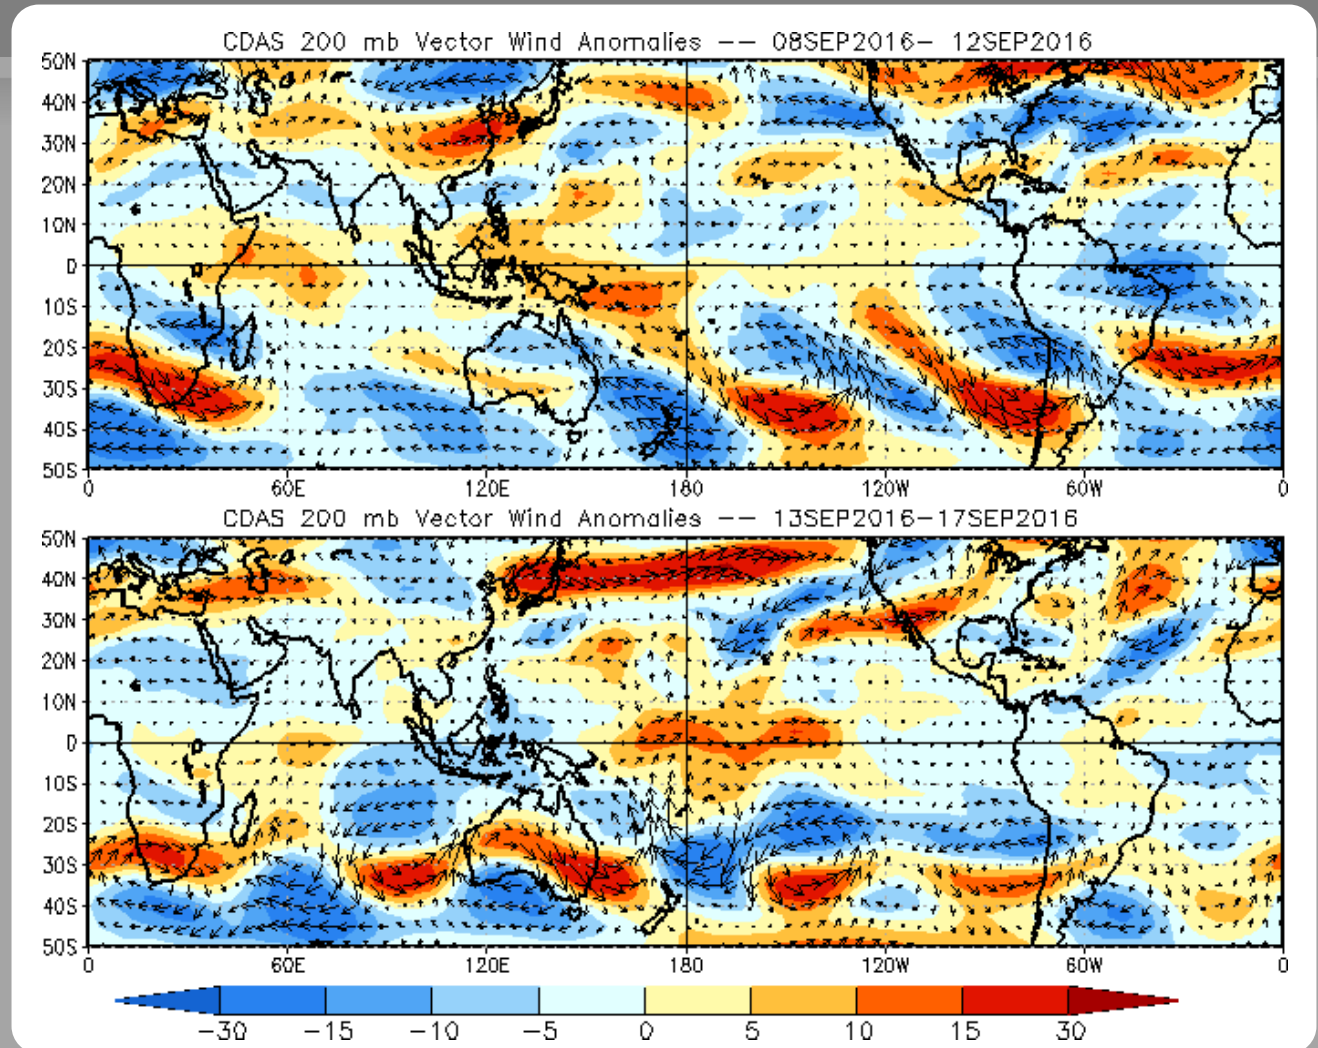 CDAS 200 mb Vector Wind Anomalies -- 08SEP2016- 12SEP2016
50N
40N
30N
20N
10N
0
10S
20S
30S
40S
50S
0 60E 120E 180 120W 60W 0
CDAS 200 mb Vector Wind Anomalies -- 13SEP2016-17SEP2016
50N
40N
30N
20N
10N
0
10S
20S
30S
40S
50S
0 60E 120E 180 120W 60W 0
-30 -15 -10 -5 0 5 10 15 30